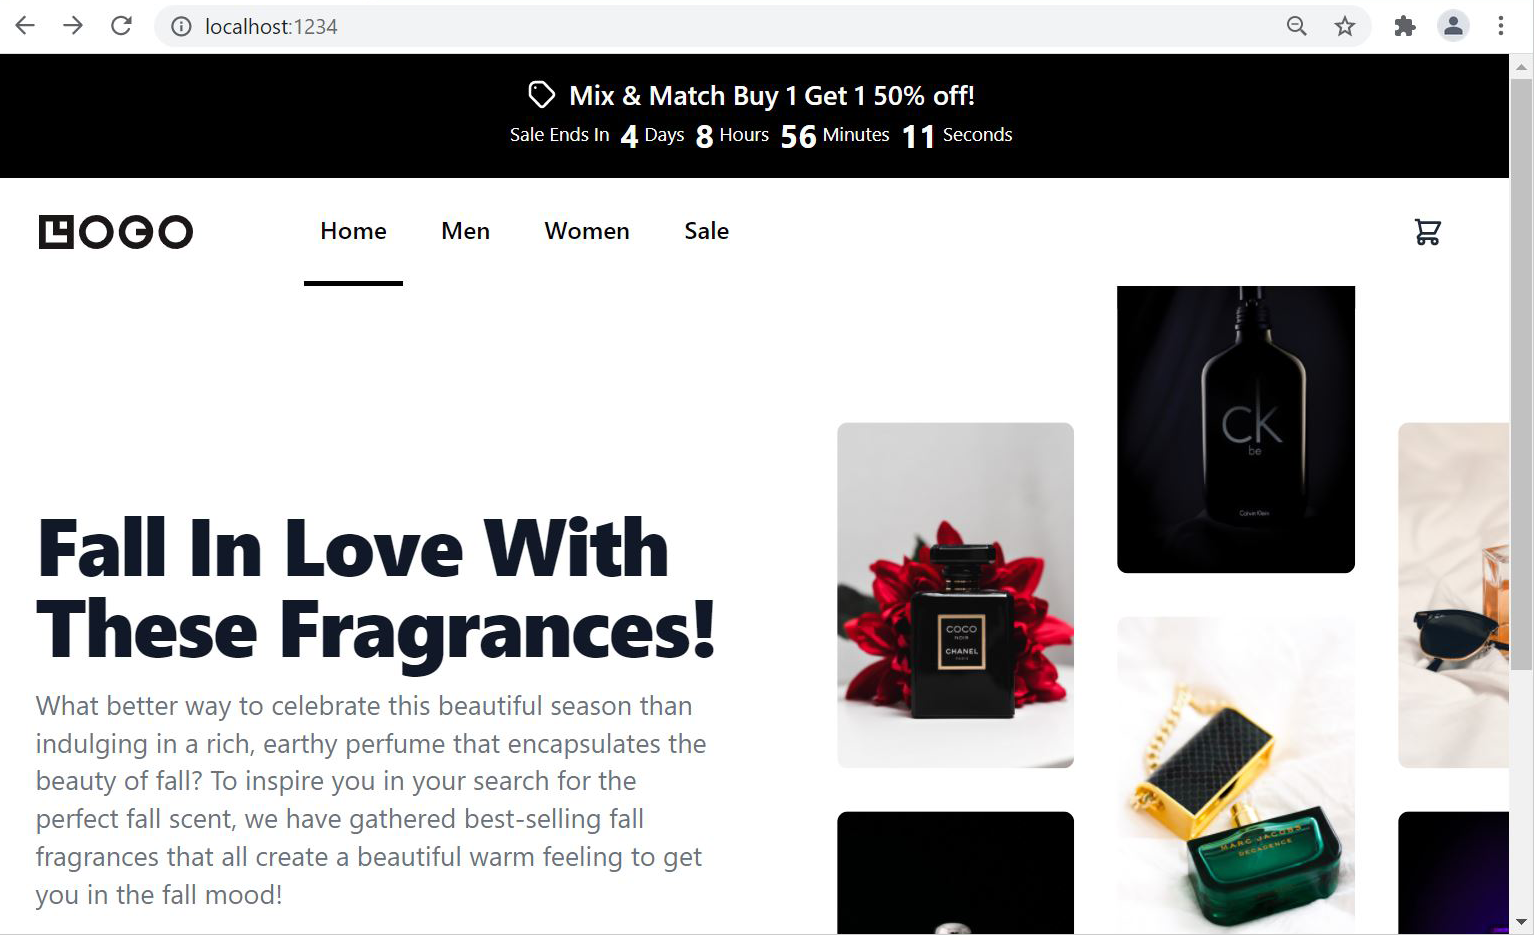 localhost:1234
Mix & Match Buy 1 Get 1 50% off!
Sale Ends In 4 Days 8 Hours 56 Minutes 11 Seconds
LOGO
Home Men Women Sale
CK
be
Calvin Klein
COCO
NOIR
CHANEL
PARIS
Fall In Love With
These Fragrances!
What better way to celebrate this beautiful season than
indulging in a rich, earthy perfume that encapsulates the
beauty of fall? To inspire you in your search for the
perfect fall scent, we have gathered best-selling fall
fragrances that all create a beautiful warm feeling to get
you in the fall mood!
MARC JACOBS
DECADENCE